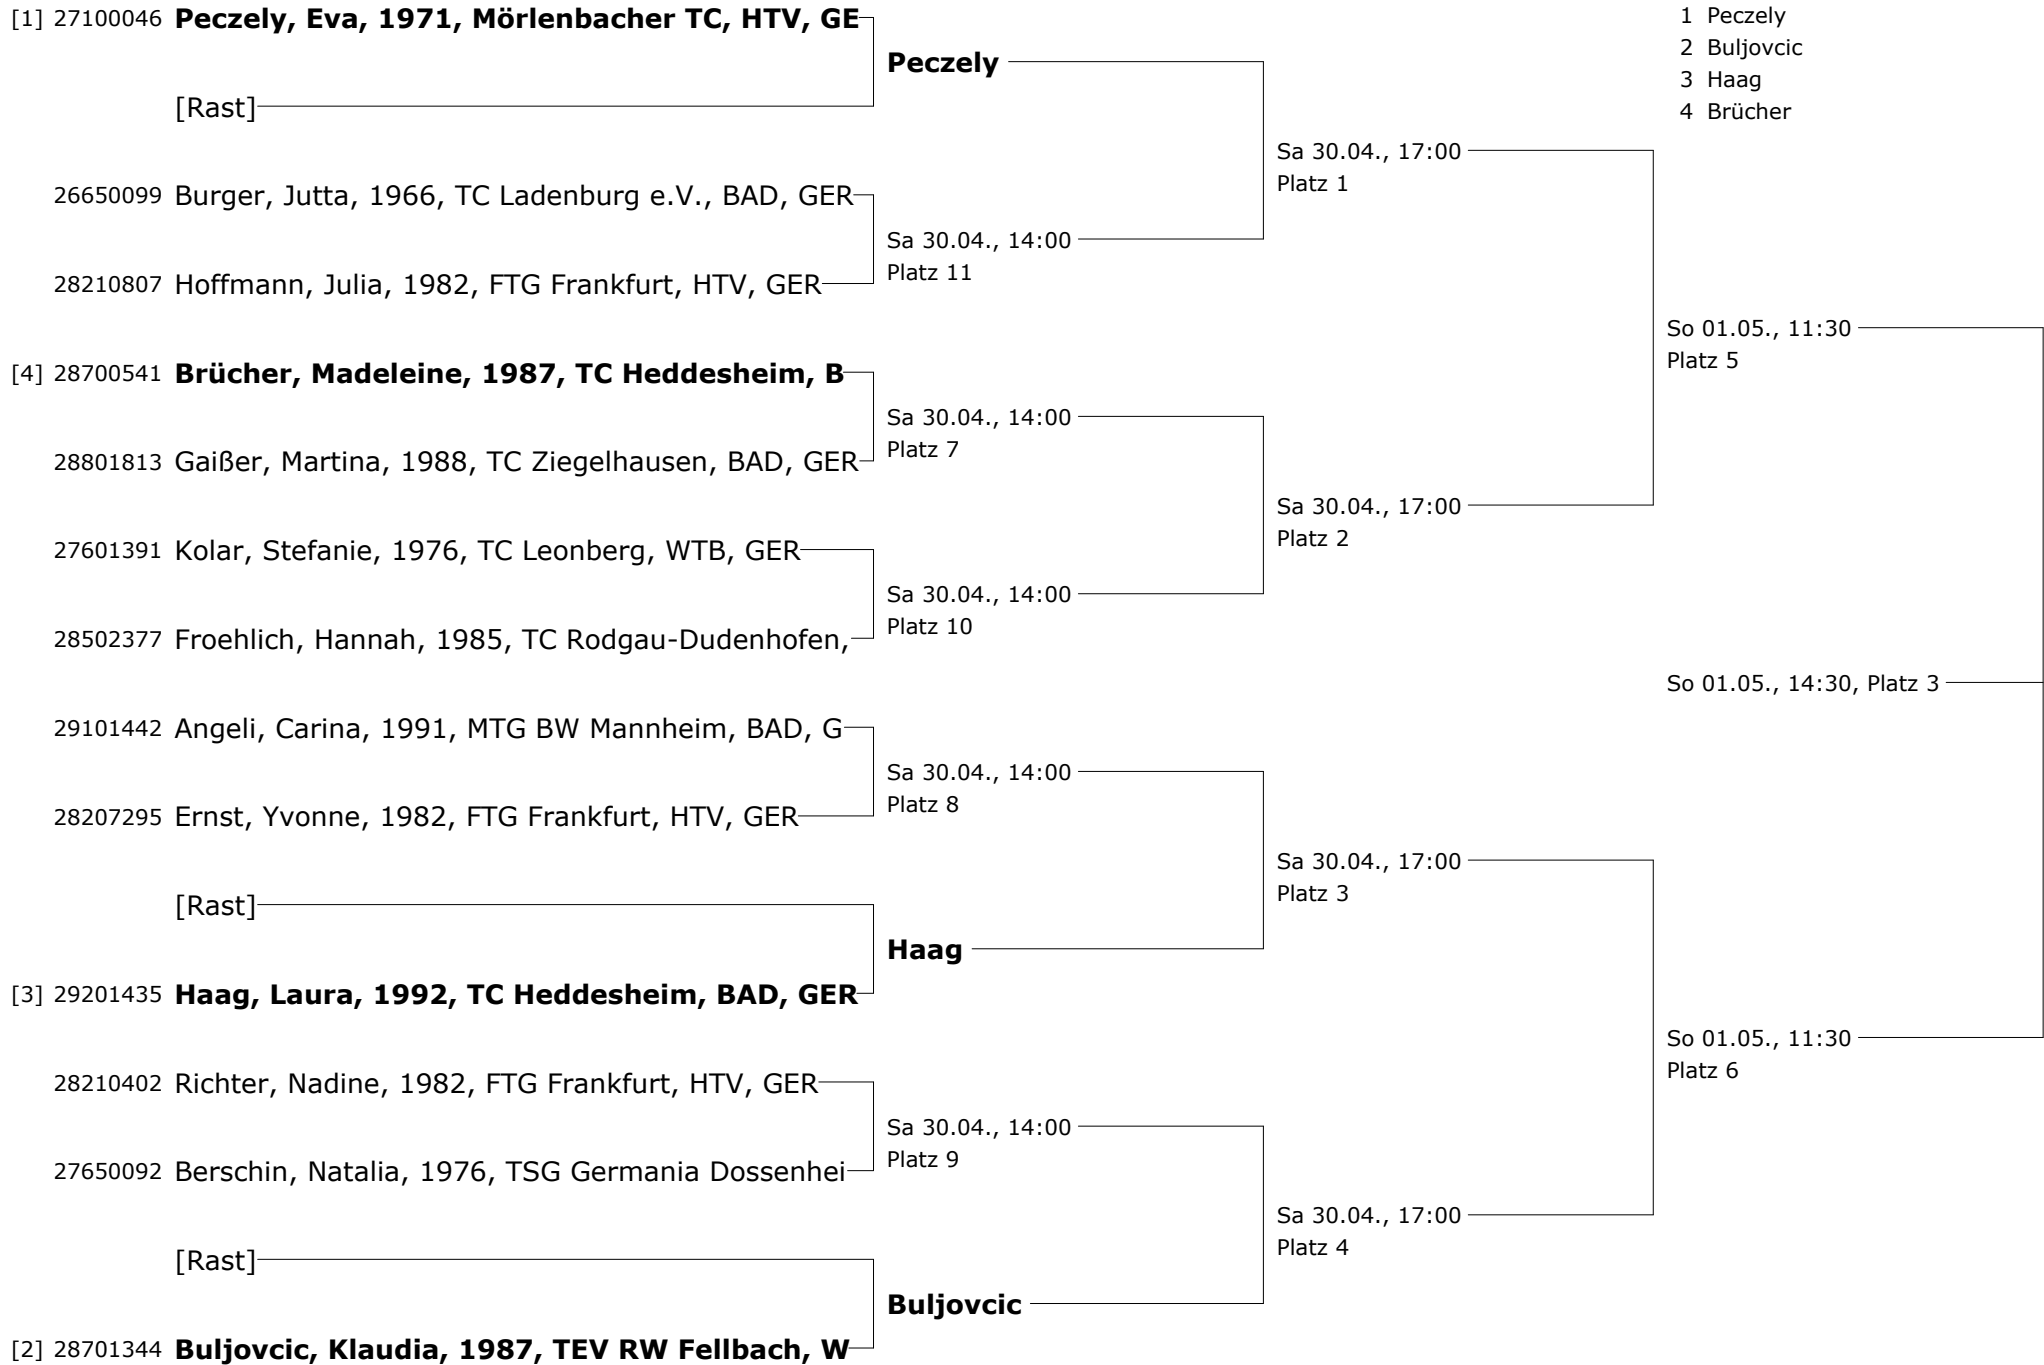 [1] 27100046 Peczely, Eva, 1971, Mörlenbacher TC, HTV, GE
1 Peczely
2 Buljovcic
3 Haag
4 Brücher
Peczely
[Rast]
Sa 30.04., 17:00
Platz 1
26650099 Burger, Jutta, 1966, TC Ladenburg e.V., BAD, GER
Sa 30.04., 14:00
Platz 11
28210807 Hoffmann, Julia, 1982, FTG Frankfurt, HTV, GER
So 01.05., 11:30
Platz 5
[4] 28700541 Brücher, Madeleine, 1987, TC Heddesheim, B
Sa 30.04., 14:00
Platz 7
28801813 Gaißer, Martina, 1988, TC Ziegelhausen, BAD, GER
Sa 30.04., 17:00
Platz 2
27601391 Kolar, Stefanie, 1976, TC Leonberg, WTB, GER
Sa 30.04., 14:00
Platz 10
28502377 Froehlich, Hannah, 1985, TC Rodgau-Dudenhofen,
So 01.05., 14:30, Platz 3
29101442 Angeli, Carina, 1991, MTG BW Mannheim, BAD, G
Sa 30.04., 14:00
Platz 8
28207295 Ernst, Yvonne, 1982, FTG Frankfurt, HTV, GER
Sa 30.04., 17:00
Platz 3
[Rast]
Haag
[3] 29201435 Haag, Laura, 1992, TC Heddesheim, BAD, GER
So 01.05., 11:30
Platz 6
28210402 Richter, Nadine, 1982, FTG Frankfurt, HTV, GER
Sa 30.04., 14:00
Platz 9
27650092 Berschin, Natalia, 1976, TSG Germania Dossenhei
Sa 30.04., 17:00
Platz 4
[Rast]
Buljovcic
[2] 28701344 Buljovcic, Klaudia, 1987, TEV RW Fellbach, W